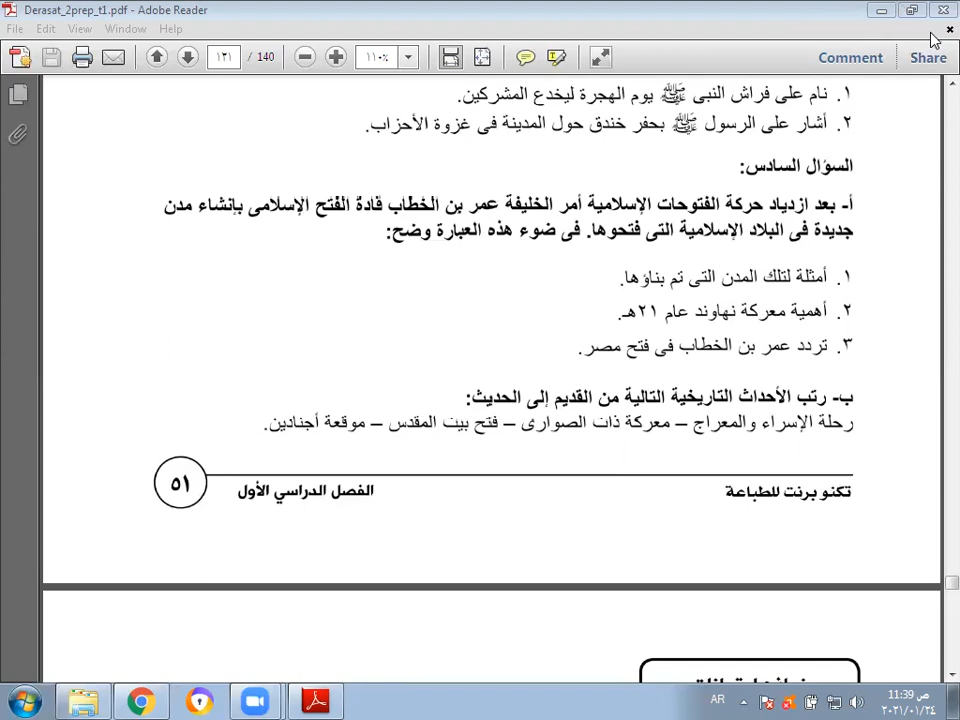 Derasat_2prep_t1.pdf - Adobe Reader
File Edit View Window Help
١٢١ / 140 ١١٠% Comment Share
١. نام على فراش النبى ﷺ يوم الهجرة ليخدع المشركين.
٢. أشار على الرسول ﷺ بحفر خندق حول المدينة فى غزوة الأحزاب.
السؤال السادس:
أ- بعد ازدياد حركة الفتوحات الإسلامية أمر الخليفة عمر بن الخطاب قادة الفتح الإسلامى بإنشاء مدن
جديدة فى البلاد الإسلامية التى فتحوها. فى ضوء هذه العبارة وضح:
١. أمثلة لتلك المدن التى تم بناؤها.
٢. أهمية معركة نهاوند عام ٢١هـ.
٣. تردد عمر بن الخطاب فى فتح مصر.
ب- رتب الأحداث التاريخية التالية من القديم إلى الحديث:
رحلة الإسراء والمعراج – معركة ذات الصوارى – فتح بيت المقدس – موقعة أجنادين.
تكنو برنت للطباعة
الفصل الدراسي الأول
٥١
AR
11:39 ص
٢٠٢١/٠١/٢٤